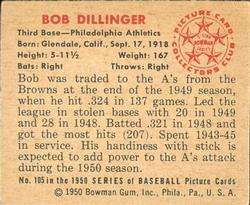 BOB DILLINGER
Third Base—Philadelphia Athletics
Born: Glendale, Calif., Sept. 17, 1918
Height: 5-11½ Weight: 167
Bats: Right Throws: Right
PICTURE CARD
COLLECTORS CLUB
BOWMAN
Bob was traded to the A's from
the Browns at the end of the 1949 season,
when he hit .324 in 137 games. Led the
league in stolen bases with 20 in 1949
and 28 in 1948. Batted .321 in 1948 and
got the most hits (207). Spent 1943-45
in service. His handiness with stick is
expected to add power to the A's attack
during the 1950 season.
No. 105 in the 1950 SERIES OF BASEBALL Picture Cards
©1950 Bowman Gum, Inc., Phila., Pa., U. S. A.